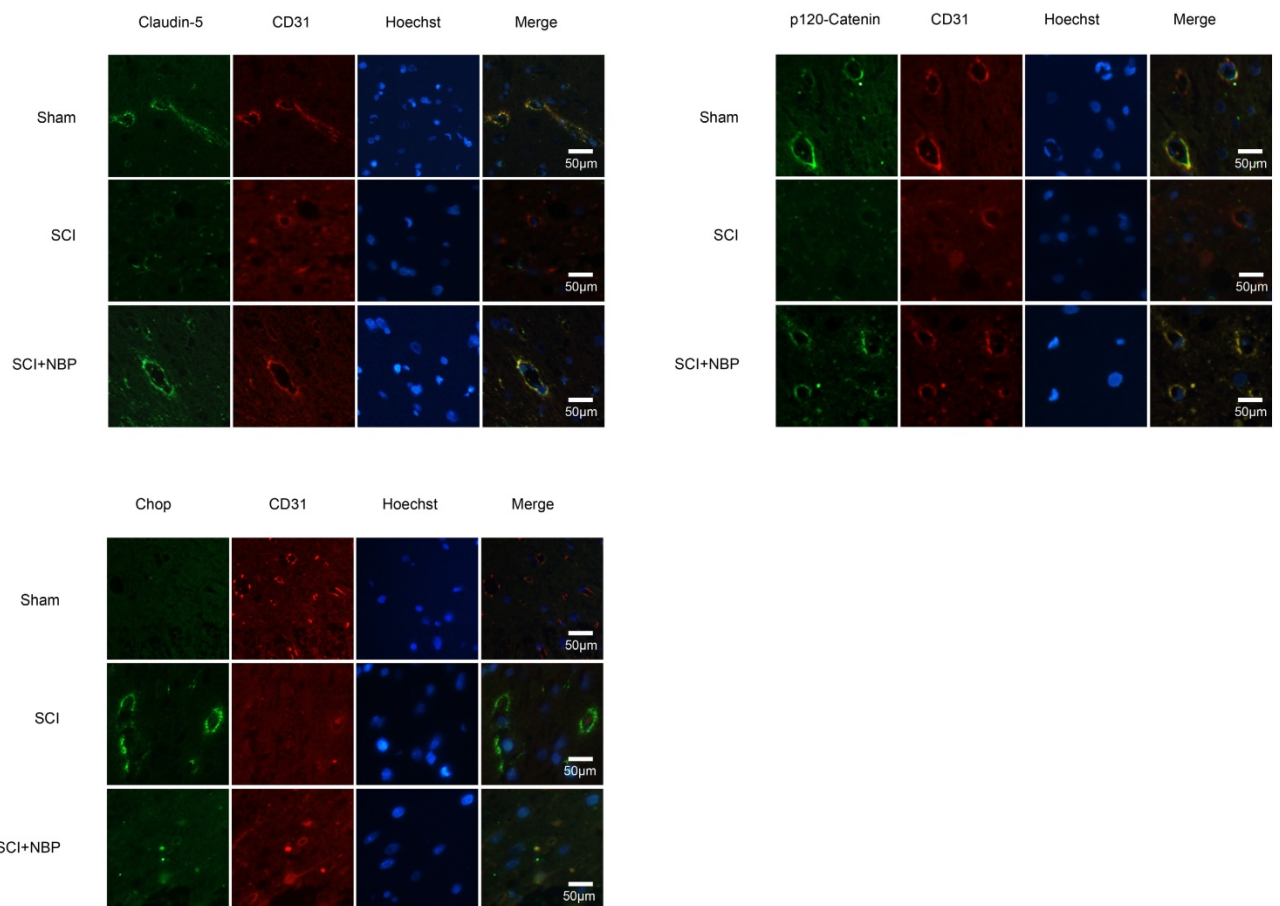 Claudin-5 CD31 Hoechst Merge
Sham
50µm
SCI
50µm
SCI+NBP
50µm
p120-Catenin CD31 Hoechst Merge
Sham
50µm
SCI
50µm
SCI+NBP
50µm
Chop CD31 Hoechst Merge
Sham
50µm
SCI
50µm
SCI+NBP
50µm